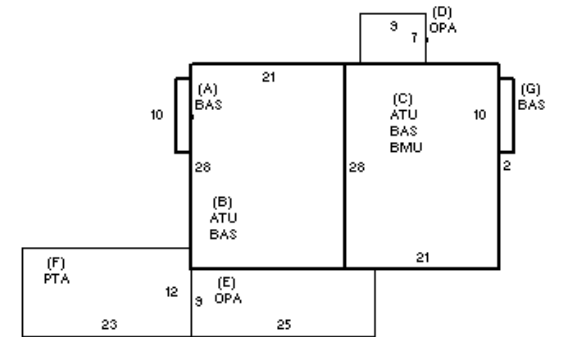 9
7
(D)
OPA
21
(A)
BAS
10
(C)
ATU
BAS
BMU
10
(G)
BAS
28
28
2
(B)
ATU
BAS
21
(F)
PTA
12
9
(E)
OPA
23
25